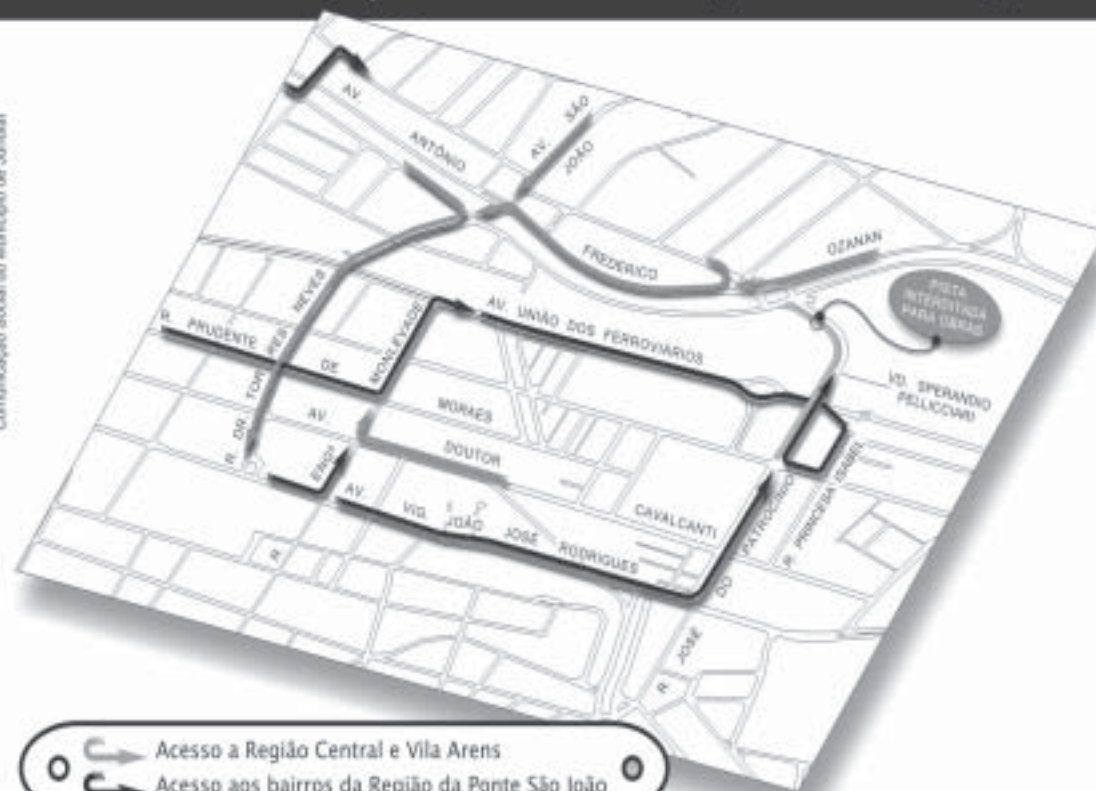 AV.
ANTÔNIO
FREDERICO
OZANAN
AV. SÃO
JOÃO
PISTA
INTERDITADA
PARA OBRAS
VD. SPERANDIO
PELLICCIARI
AV. UNIÃO DOS FERROVIÁRIOS
R. PRUDENTE
DE
MORAES
MONLEVADE
ENGº
R. DR TORRES NEVES
AV.
DOUTOR
CAVALCANTI
AV. VIG. JOÃO JOSÉ RODRIGUES
R. PRINCESA ISABEL
R. JOSÉ
DO PATROCÍNIO
R.
Acesso a Região Central e Vila Arens
Acesso aos bairros da Região da Ponte São João